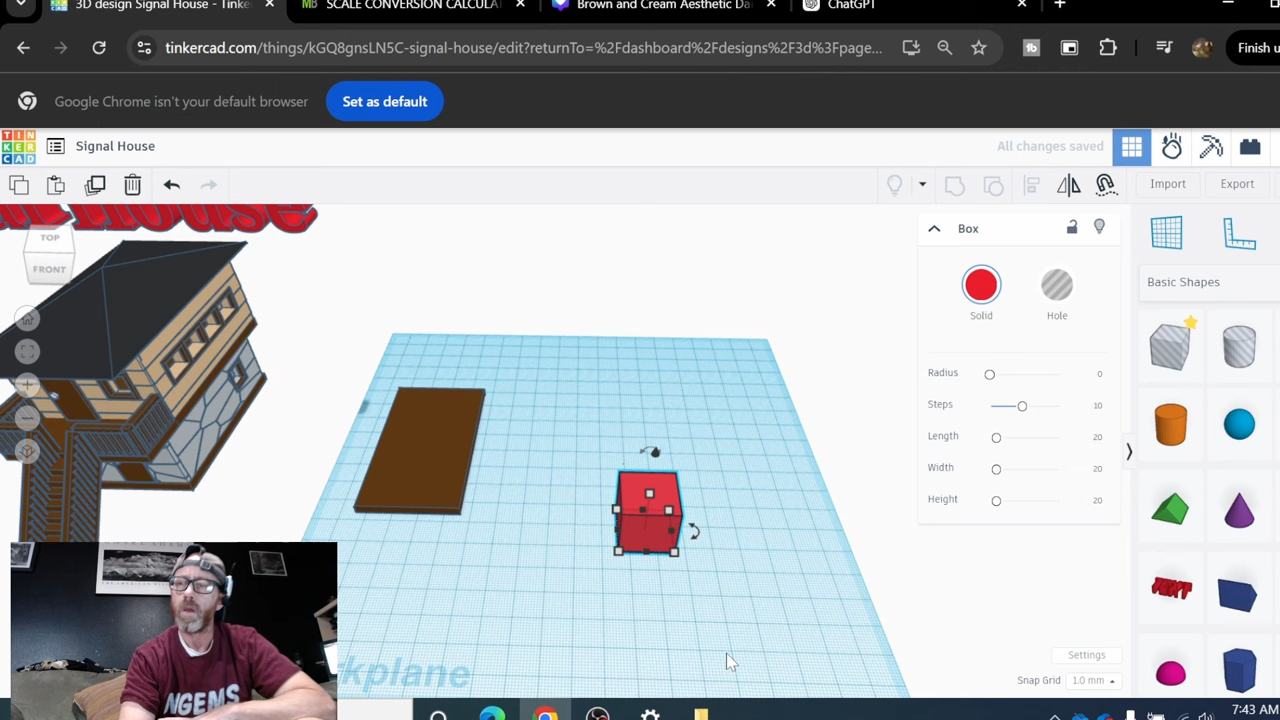 3D design Signal House - Tinke
SCALE CONVERSION CALCULA
Brown and Cream Aesthetic Da
ChatGPT
tinkercad.com/things/kGQ8gnsLN5C-signal-house/edit?returnTo=%2Fdashboard%2Fdesigns%2F3d%3Fpage...
Finish u
Google Chrome isn't your default browser
Set as default
TIN
KER
CAD
Signal House
All changes saved
Import
Export
House
TOP
FRONT
Box
Solid
Hole
Radius
0
Steps
10
Length
20
Width
20
Height
20
Basic Shapes
TEXT
rkplane
Settings
Snap Grid
1.0 mm
NGEMS
7:43 AM